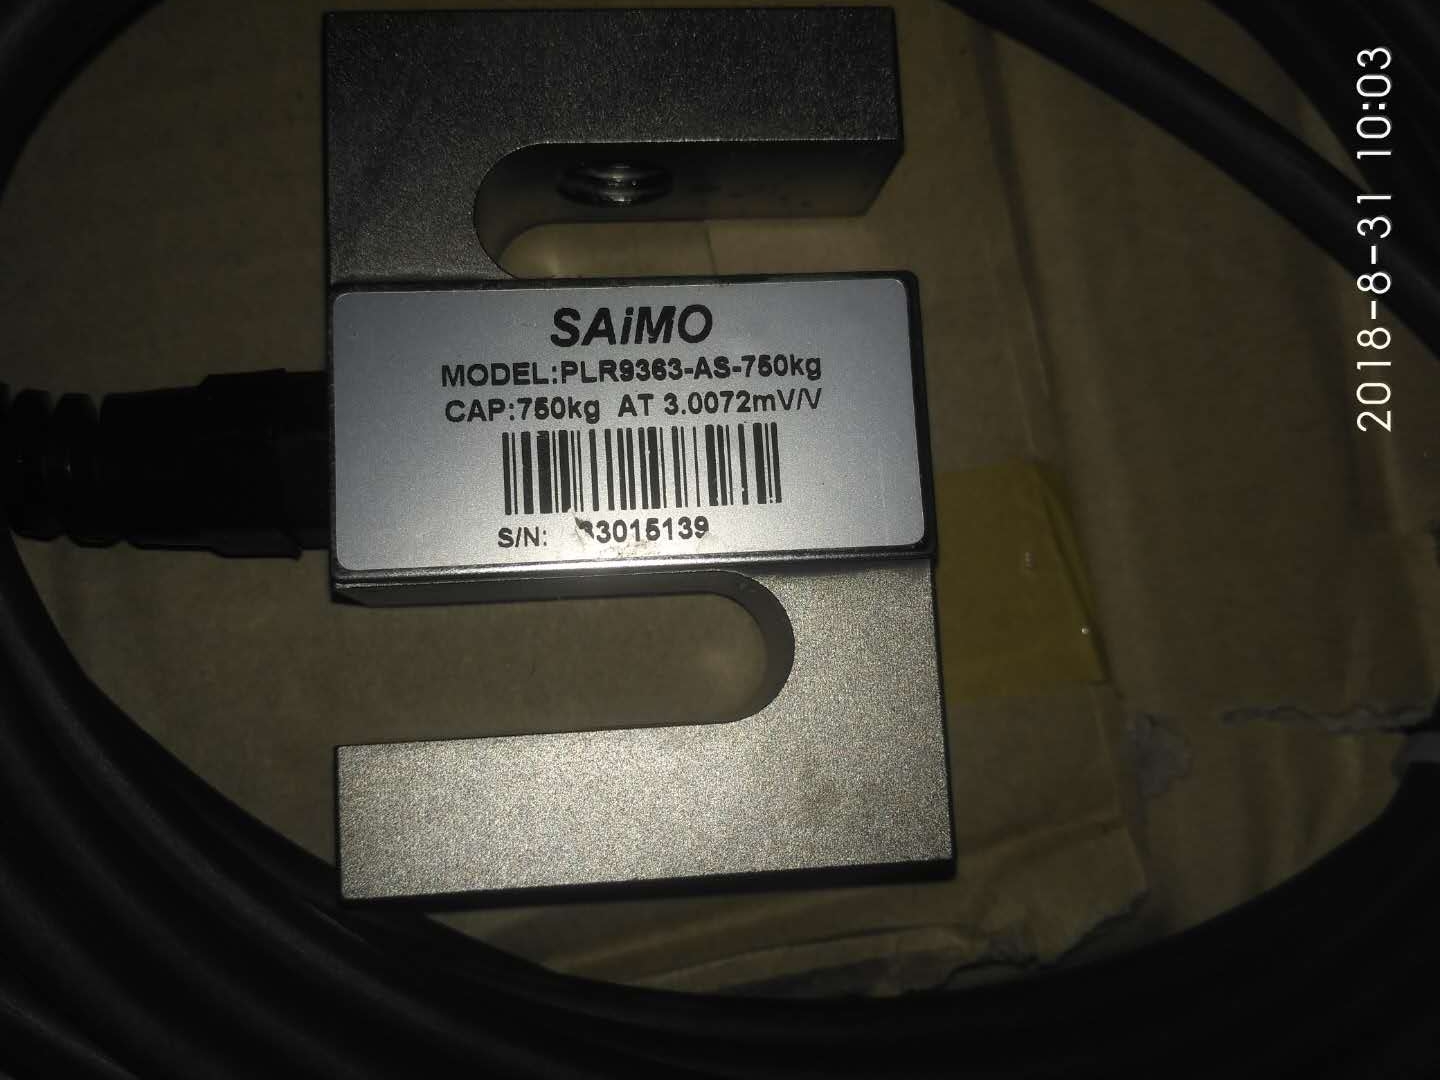 SAiMO
MODEL:PLR9363-AS-750kg
CAP:750kg AT 3.0072mV/V
S/N:
2018-8-31 10:03